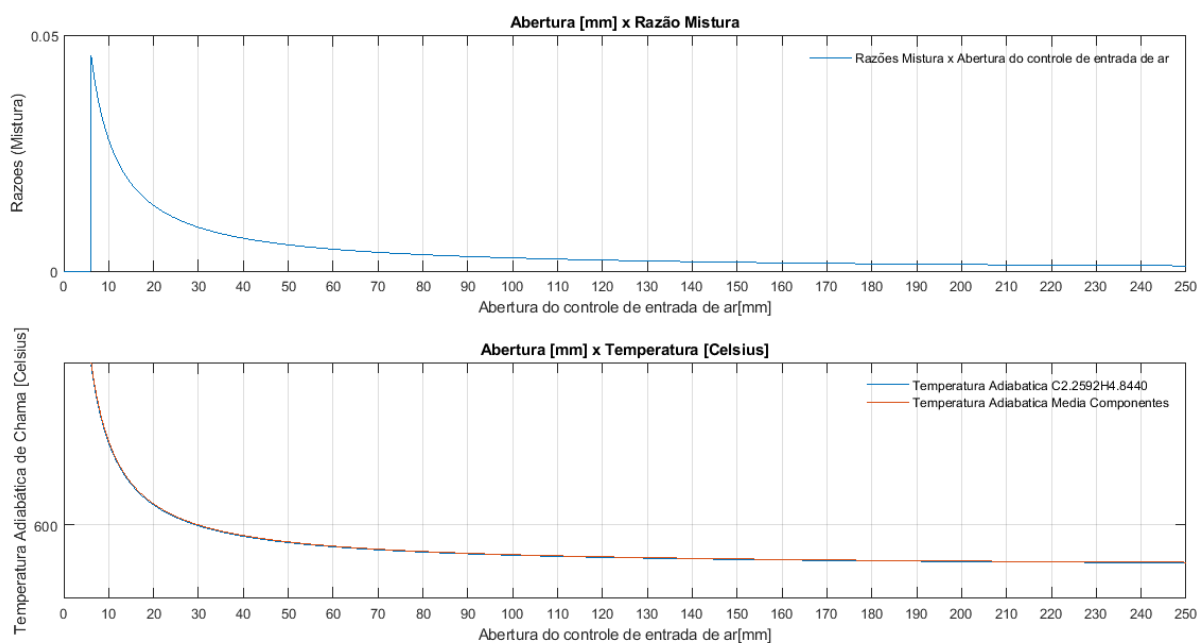 Abertura [mm] x Razão Mistura
Razoes (Mistura)
0.05
0
Razões Mistura x Abertura do controle de entrada de ar
0 10 20 30 40 50 60 70 80 90 100 110 120 130 140 150 160 170 180 190 200 210 220 230 240 250
Abertura do controle de entrada de ar[mm]
Abertura [mm] x Temperatura [Celsius]
Temperatura Adiabática de Chama [Celsius]
600
Temperatura Adiabatica C2.2592H4.8440
Temperatura Adiabatica Media Componentes
0 10 20 30 40 50 60 70 80 90 100 110 120 130 140 150 160 170 180 190 200 210 220 230 240 250
Abertura do controle de entrada de ar[mm]